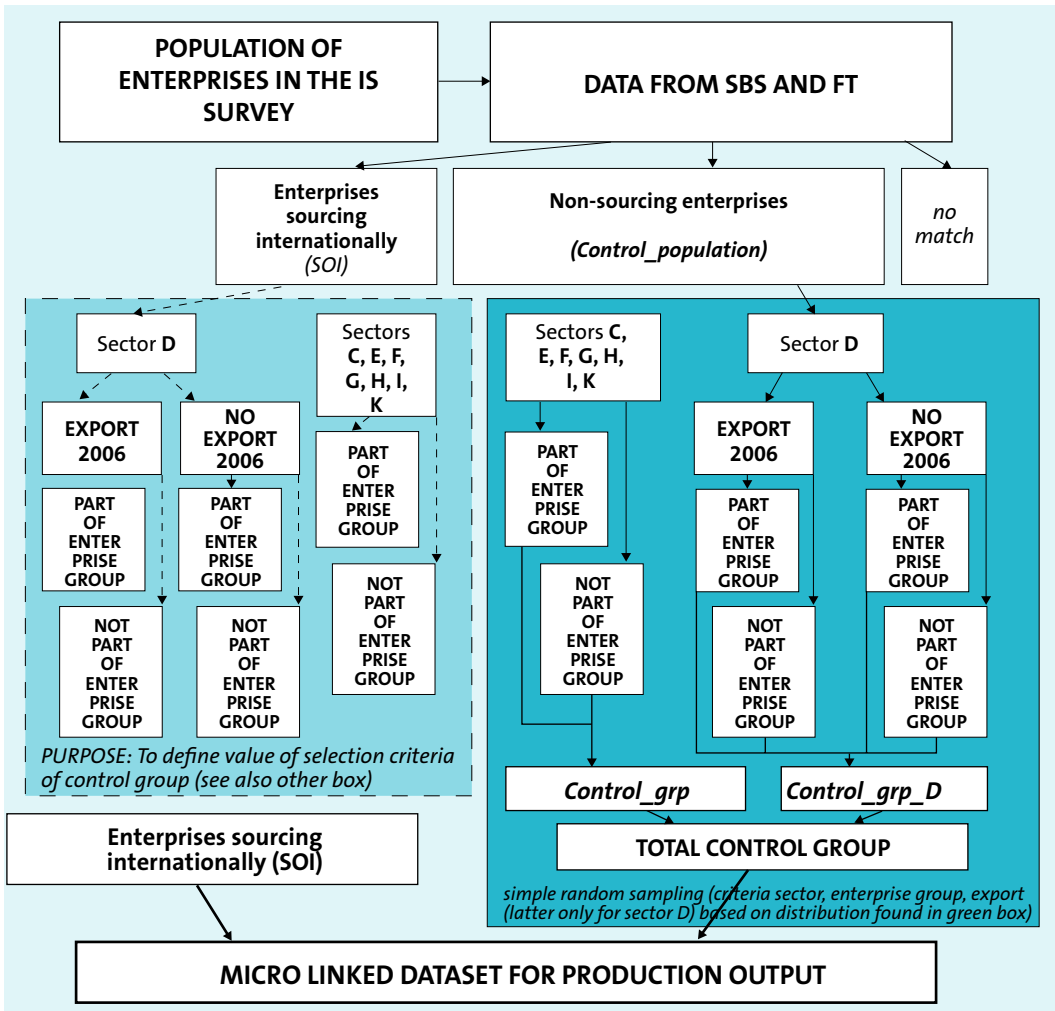 POPULATION OF
ENTERPRISES IN THE IS
SURVEY
DATA FROM SBS AND FT
Enterprises
sourcing
internationally
(SOI)
Non-sourcing enterprises
(Control_population)
no
match
Sector D
Sectors
C, E, F,
G, H, I,
K
EXPORT
2006
NO
EXPORT
2006
PART
OF
ENTER
PRISE
GROUP
PART
OF
ENTER
PRISE
GROUP
PART
OF
ENTER
PRISE
GROUP
NOT
PART
OF
ENTER
PRISE
GROUP
NOT
PART
OF
ENTER
PRISE
GROUP
NOT
PART
OF
ENTER
PRISE
GROUP
PURPOSE: To define value of selection criteria
of control group (see also other box)
Sectors C,
E, F, G, H,
I, K
Sector D
EXPORT
2006
NO
EXPORT
2006
PART
OF
ENTER
PRISE
GROUP
PART
OF
ENTER
PRISE
GROUP
PART
OF
ENTER
PRISE
GROUP
NOT
PART
OF
ENTER
PRISE
GROUP
NOT
PART
OF
ENTER
PRISE
GROUP
NOT
PART
OF
ENTER
PRISE
GROUP
Control_grp
Control_grp_D
TOTAL CONTROL GROUP
simple random sampling (criteria sector, enterprise group, export
(latter only for sector D) based on distribution found in green box)
Enterprises sourcing
internationally (SOI)
MICRO LINKED DATASET FOR PRODUCTION OUTPUT